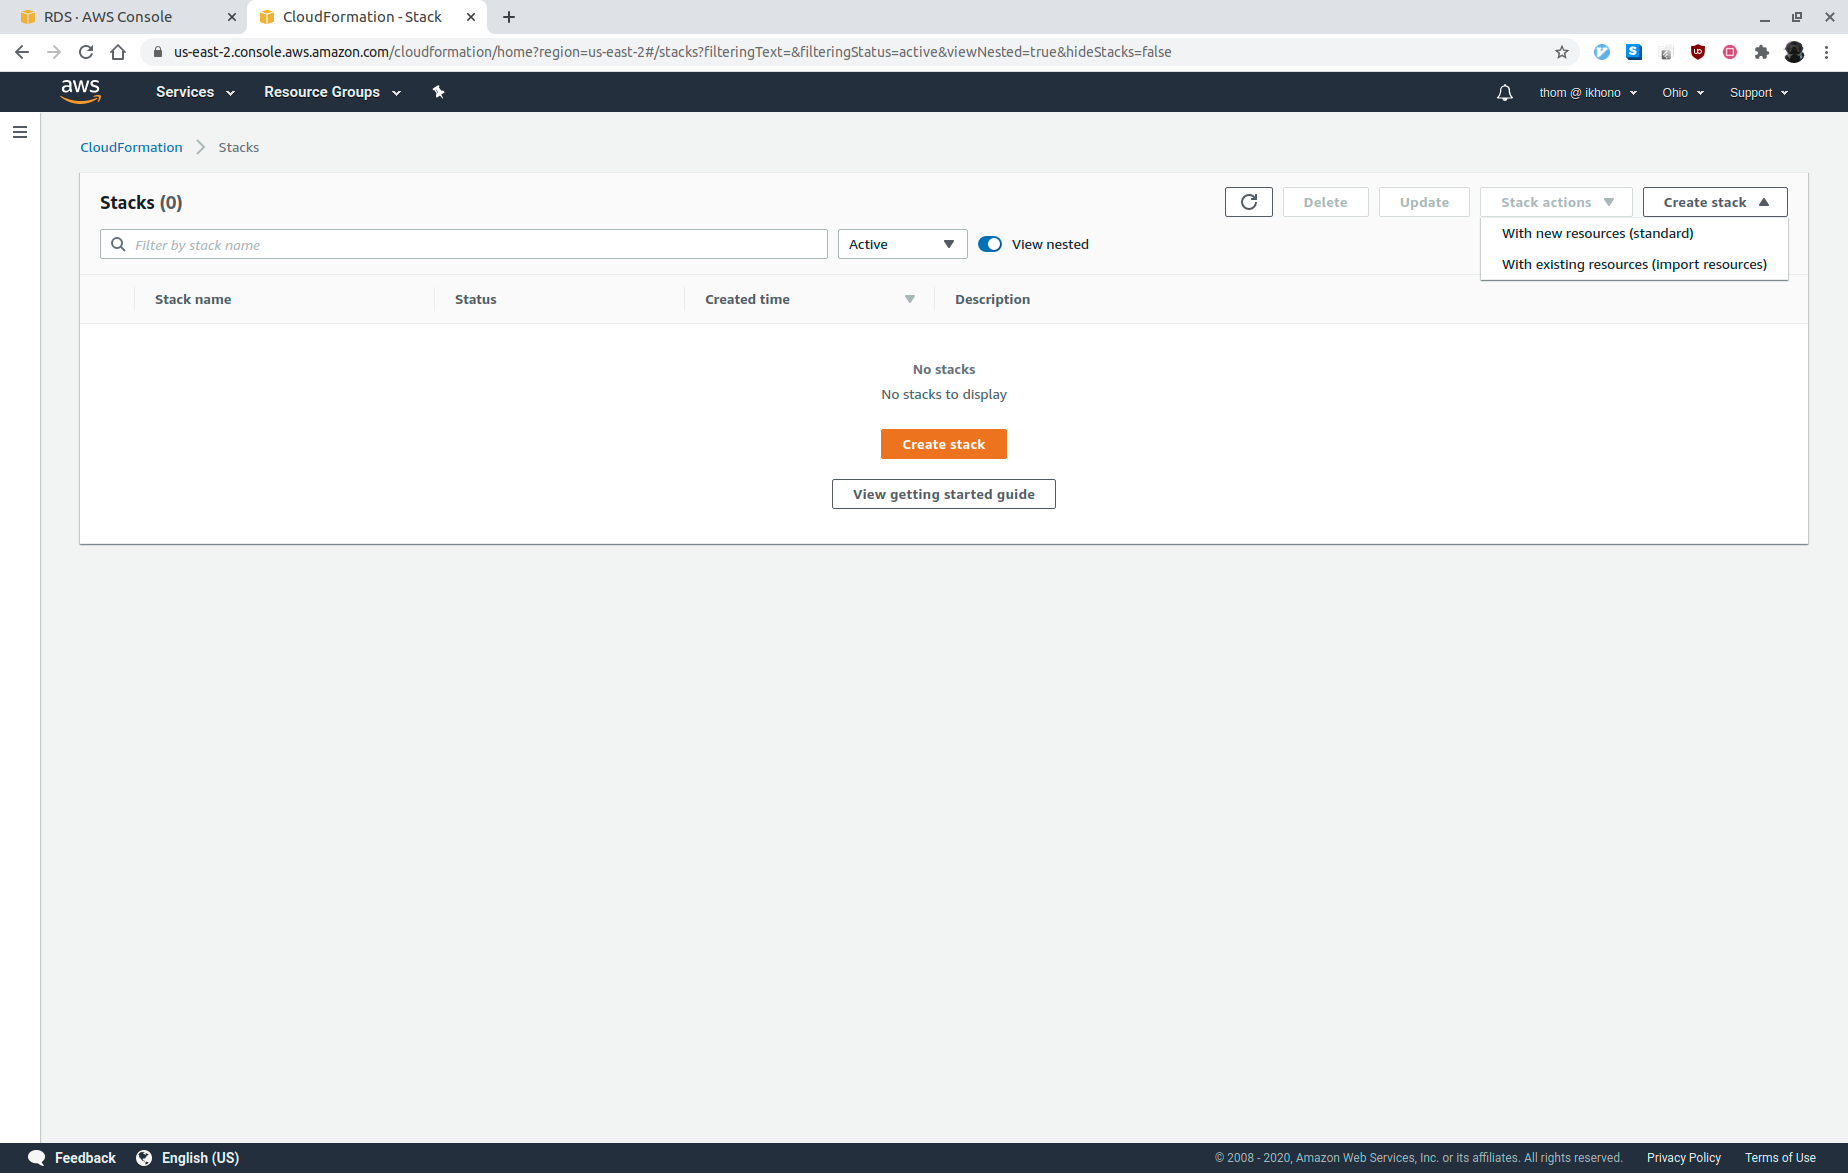 RDS · AWS Console
CloudFormation - Stack
us-east-2.console.aws.amazon.com/cloudformation/home?region=us-east-2#/stacks?filteringText=&filteringStatus=active&viewNested=true&hideStacks=false
aws
Services
Resource Groups
thom @ ikhono
Ohio
Support
CloudFormation
Stacks
Stacks (0)
Delete
Update
Stack actions
Create stack
With new resources (standard)
With existing resources (import resources)
Filter by stack name
Active
View nested
Stack name
Status
Created time
Description
No stacks
No stacks to display
Create stack
View getting started guide
Feedback
English (US)
© 2008 - 2020, Amazon Web Services, Inc. or its affiliates. All rights reserved.
Privacy Policy
Terms of Use